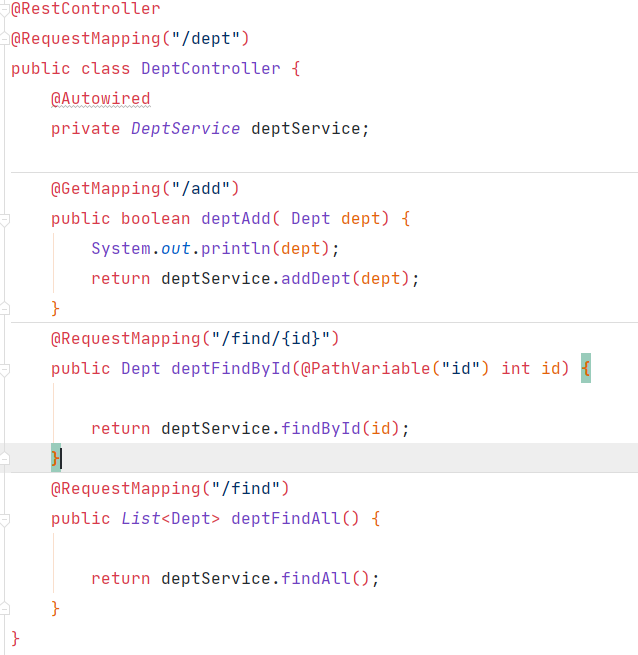 @RestController
@RequestMapping("/dept")
public class DeptController {
@Autowired
private DeptService deptService;
@GetMapping("/add")
public boolean deptAdd( Dept dept) {
System.out.println(dept);
return deptService.addDept(dept);
}
@RequestMapping("/find/{id}")
public Dept deptFindById(@PathVariable("id") int id) {
return deptService.findById(id);
}
@RequestMapping("/find")
public List<Dept> deptFindAll() {
return deptService.findAll();
}
}